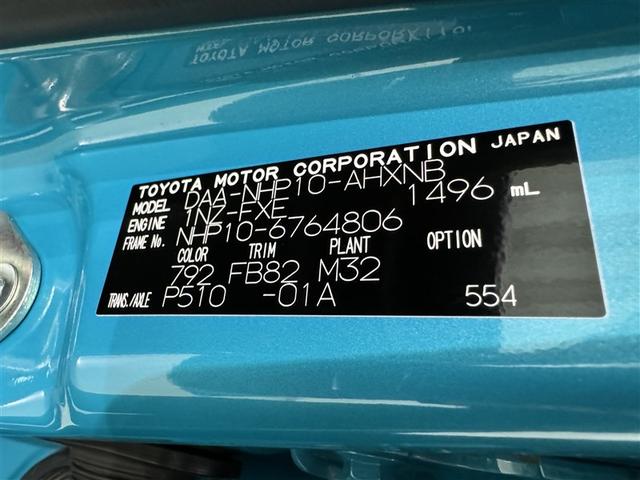 TOYOTA MOTOR CORPORATION JAPAN
MODEL DAA-NHP10-AHXNB
ENGINE 1NZ-FXE 1496 mL
FRAME No. NHP10-6764806
COLOR TRIM PLANT OPTION
792 FB82 M32
TRANS./AXLE P510 -01A 554